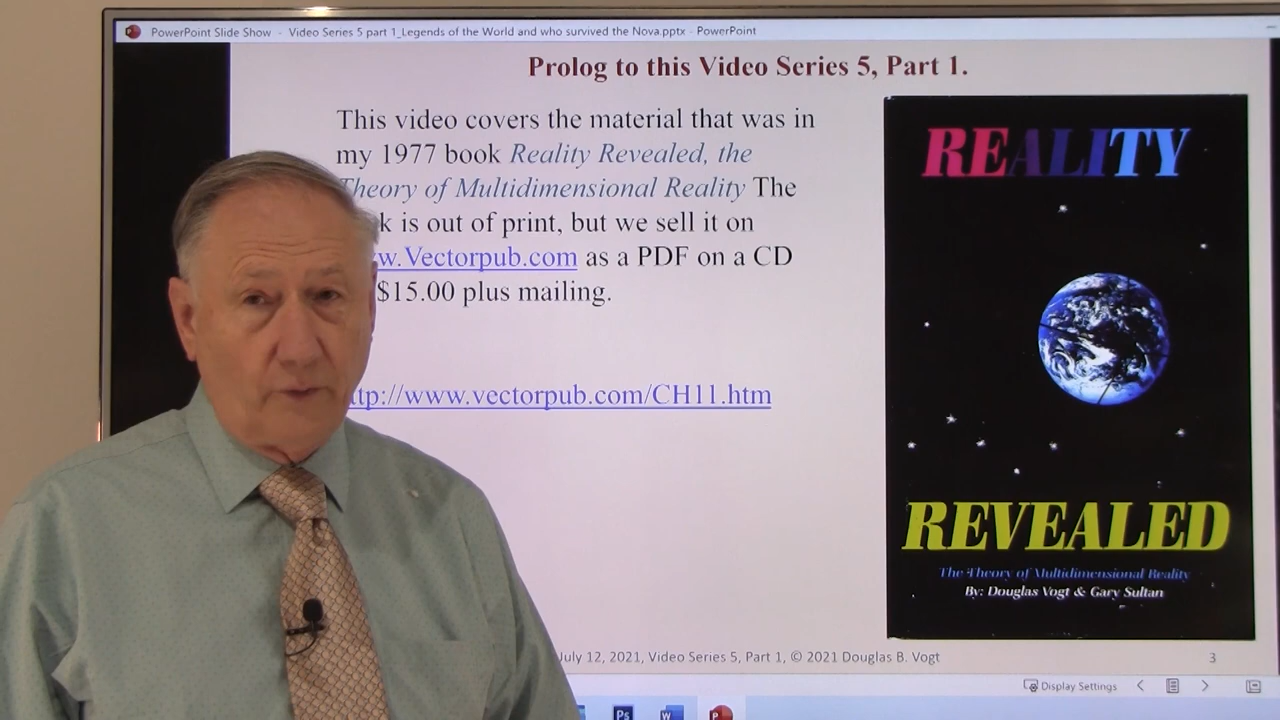 PowerPoint Slide Show - Video Series 5 part 1_Legends of the World and who survived the Nova.pptx - PowerPoint
Prolog to this Video Series 5, Part 1.
This video covers the material that was in
my 1977 book Reality Revealed, the
Theory of Multidimensional Reality The
k is out of print, but we sell it on
w.Vectorpub.com as a PDF on a CD
$15.00 plus mailing.
ttp://www.vectorpub.com/CH11.htm
REALITY
REVEALED
The Theory of Multidimensional Reality
By: Douglas Vogt & Gary Sultan
July 12, 2021, Video Series 5, Part 1, © 2021 Douglas B. Vogt
3
Display Settings
Ps
W
P